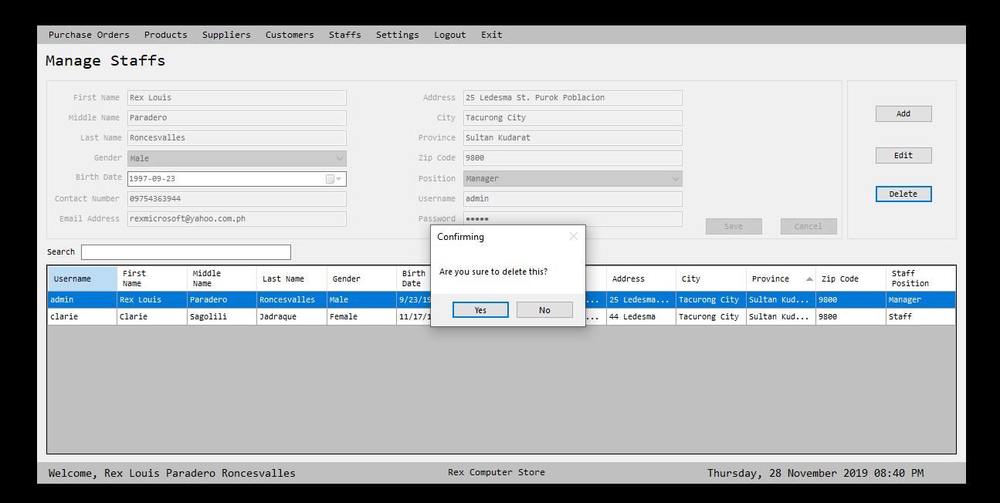 Purchase Orders Products Suppliers Customers Staffs Settings Logout Exit
Manage Staffs
First Name Rex Louis
Middle Name Paradero
Last Name Roncesvalles
Gender Male
Birth Date 1997-09-23
Contact Number 09754363944
Email Address rexmicrosoft@yahoo.com.ph
Address 25 Ledesma St. Purok Poblacion
City Tacurong City
Province Sultan Kudarat
Zip Code 9800
Position Manager
Username admin
Password ●●●●●
Save Cancel
Add
Edit
Delete
Search
Confirming
Are you sure to delete this?
Yes No
Username First Name Middle Name Last Name Gender Birth Date Address City Province Zip Code Staff Position
admin Rex Louis Paradero Roncesvalles Male 9/23/19 ... 25 Ledesma... Tacurong City Sultan Kud... 9800 Manager
clarie Clarie Sagolili Jadraque Female 11/17/1 ... 44 Ledesma Tacurong City Sultan Kud... 9800 Staff
Welcome, Rex Louis Paradero Roncesvalles Rex Computer Store Thursday, 28 November 2019 08:40 PM